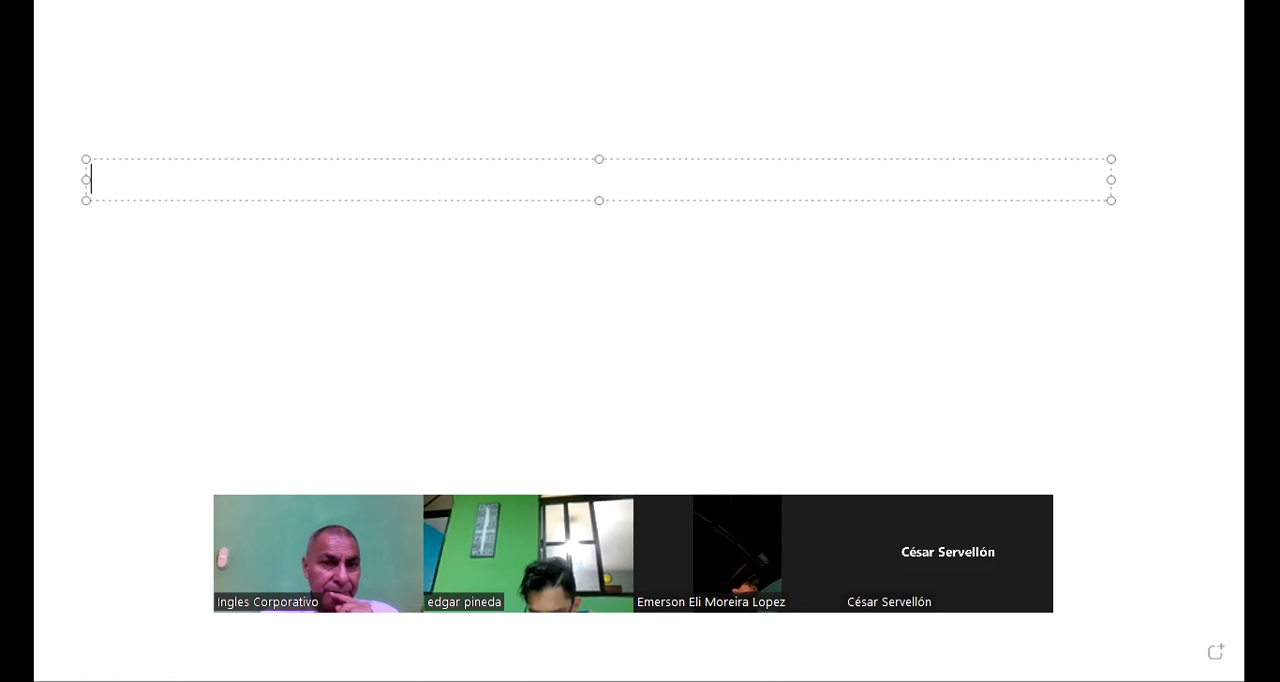 César Servellón
Ingles Corporativo
edgar pineda
Emerson Eli Moreira Lopez
César Servellón